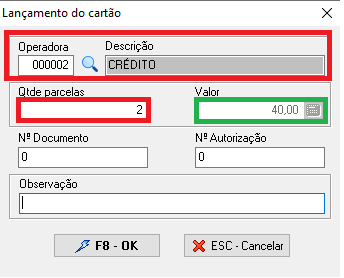 Lançamento do cartão
Operadora Descrição
000002 CRÉDITO
Qtde parcelas Valor
2 40,00
Nº Documento Nº Autorização
0 0
Observação
F8 - OK ESC - Cancelar